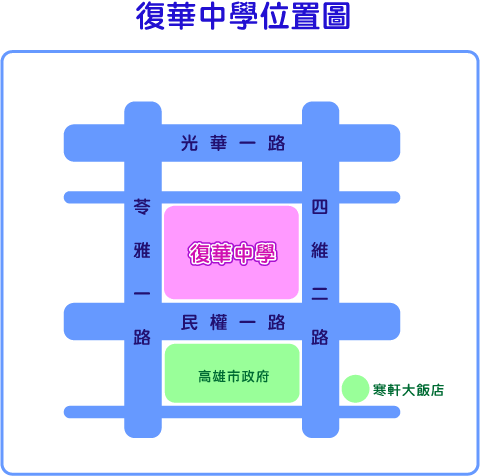 復華中學位置圖
光華一路
苓雅一路
四維二路
復華中學
民權一路
高雄市政府
寒軒大飯店